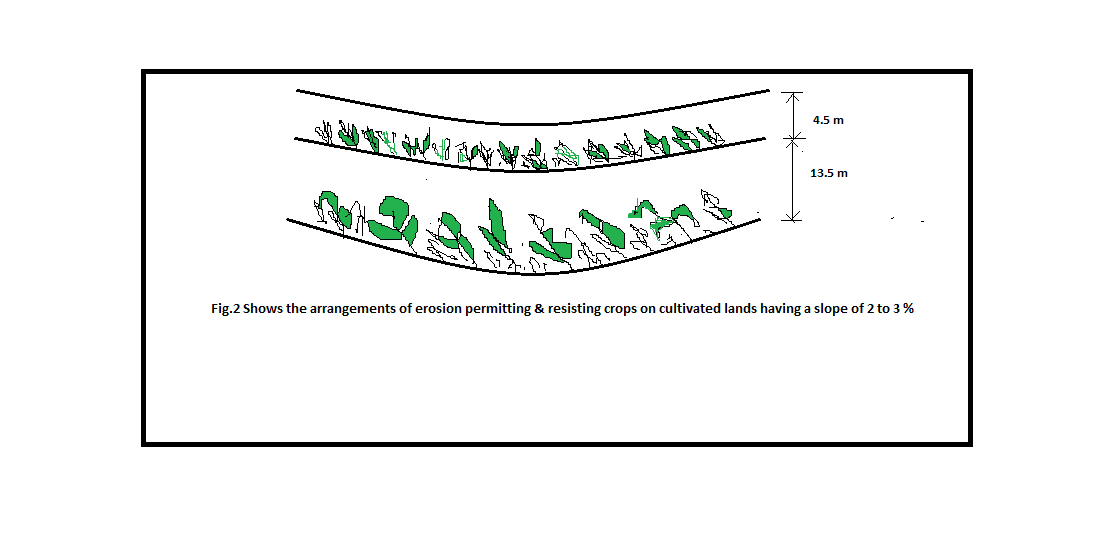 4.5 m
13.5 m
Fig.2 Shows the arrangements of erosion permitting & resisting crops on cultivated lands having a slope of 2 to 3 %